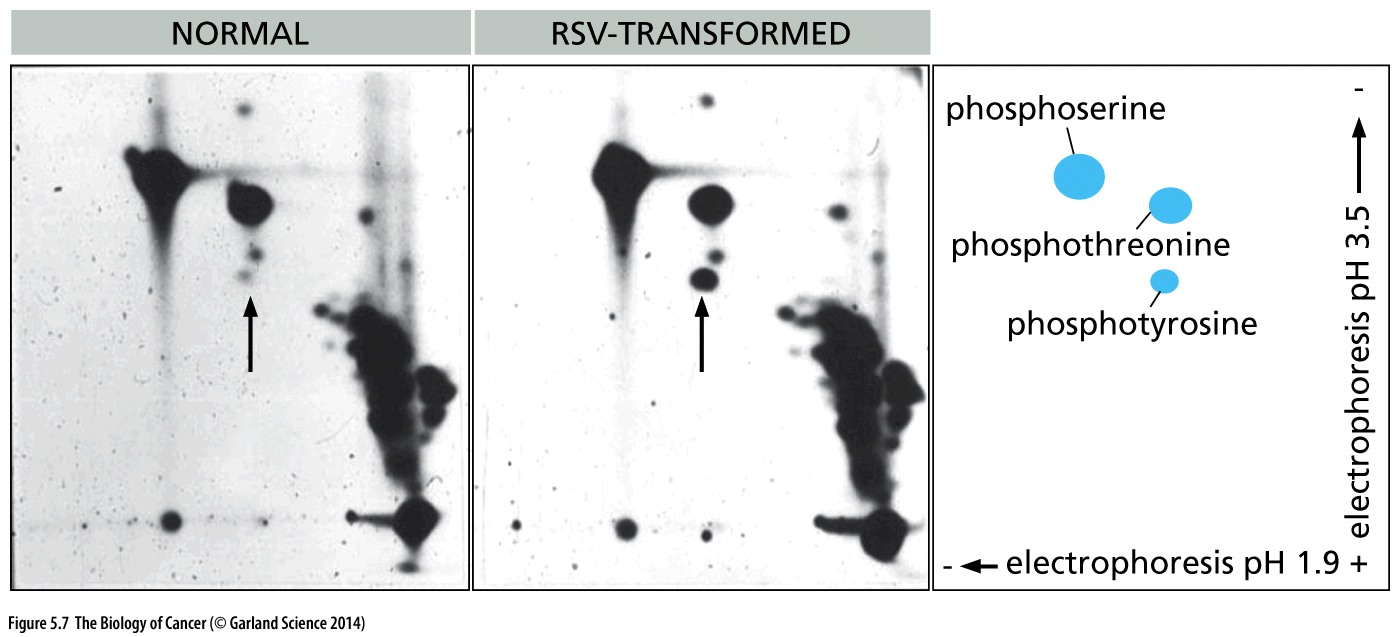 NORMAL
RSV-TRANSFORMED
phosphoserine
phosphothreonine
phosphotyrosine
-
electrophoresis pH 3.5
- electrophoresis pH 1.9 +
Figure 5.7 The Biology of Cancer (© Garland Science 2014)